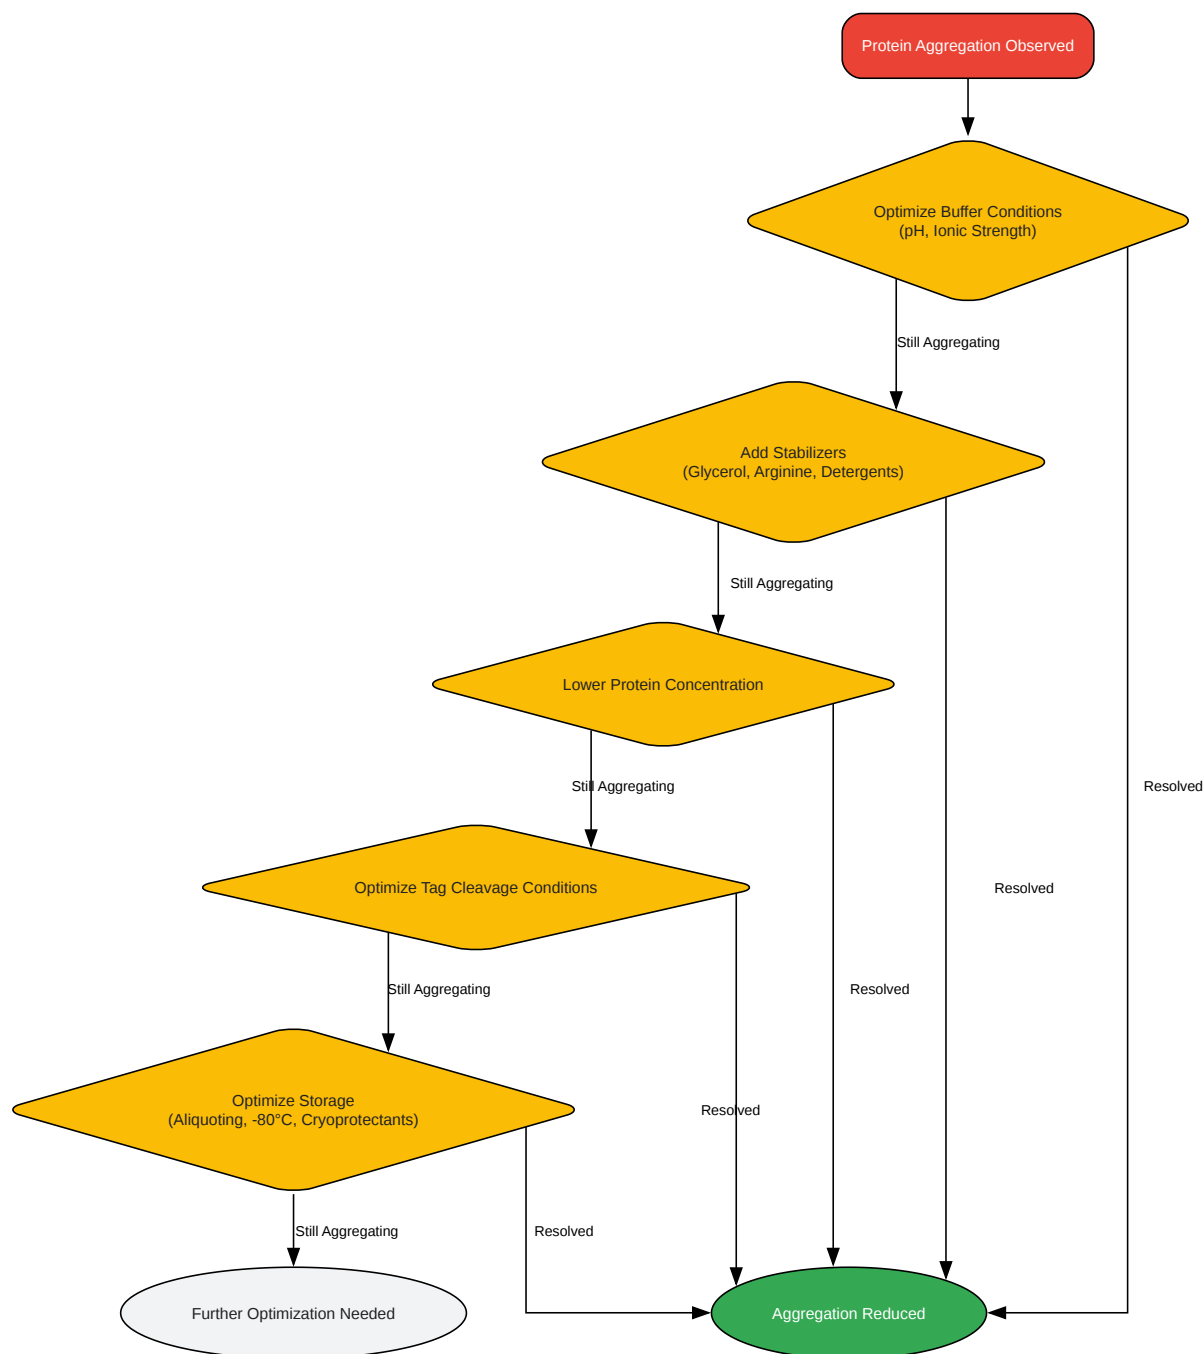 Protein Aggregation Observed
Optimize Buffer Conditions
(pH, Ionic Strength)
Still Aggregating
Add Stabilizers
(Glycerol, Arginine, Detergents)
Still Aggregating
Lower Protein Concentration
Still Aggregating
Resolved
Optimize Tag Cleavage Conditions
Resolved
Still Aggregating
Resolved
Optimize Storage
(Aliquoting, -80°C, Cryoprotectants)
Resolved
Still Aggregating
Resolved
Further Optimization Needed
Aggregation Reduced